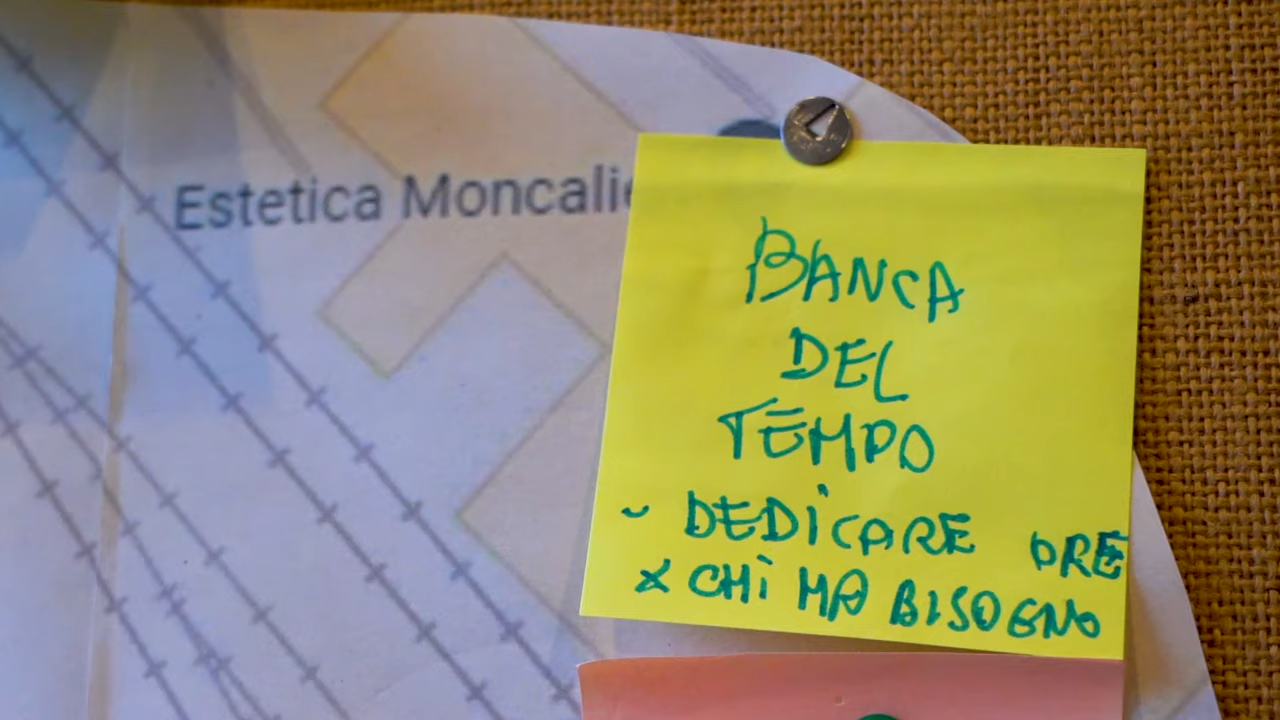 Estetica Moncalie
BANCA
DEL
TEMPO
- DEDiCARE ORE
x CHi HA BISOGNO